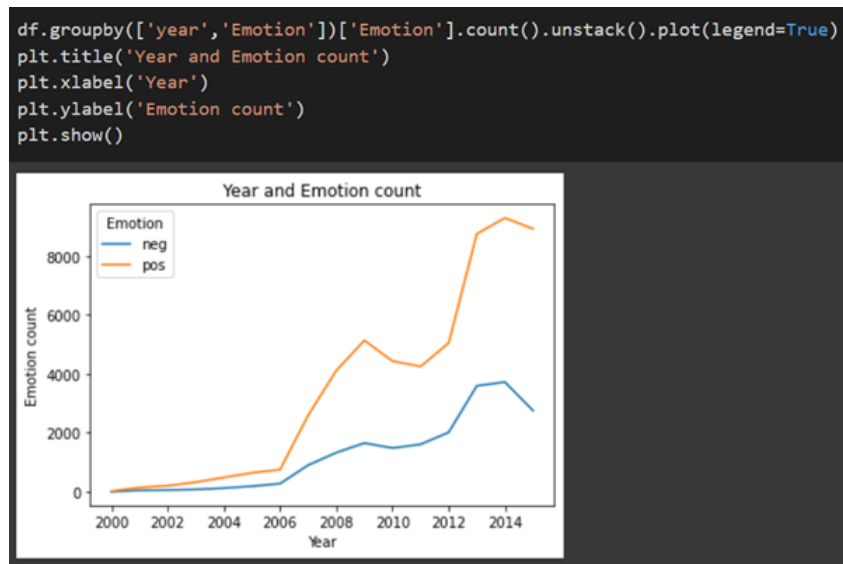 df.groupby(['year','Emotion'])['Emotion'].count().unstack().plot(legend=True)
plt.title('Year and Emotion count')
plt.xlabel('Year')
plt.ylabel('Emotion count')
plt.show()
Year and Emotion count
Emotion
neg
pos
8000
6000
4000
2000
0
Emotion count
2000 2002 2004 2006 2008 2010 2012 2014
Year